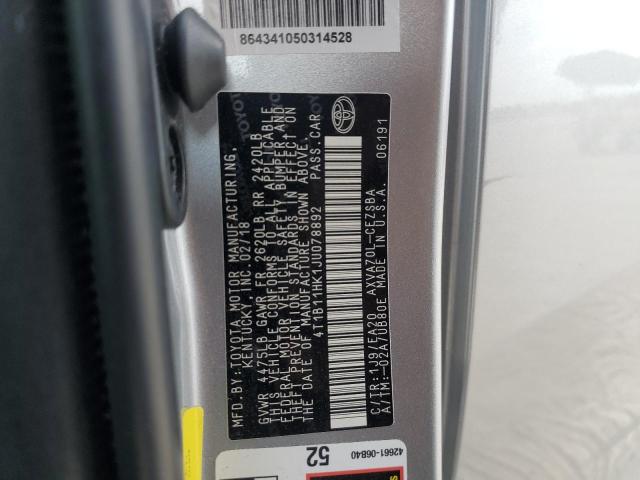 864341050314528
MFD. BY: TOYOTA MOTOR MANUFACTURING,
KENTUCKY, INC. 02/18
GVWR 4475LB GAWR FR 2620LB RR 2420LB
THIS VEHICLE CONFORMS TO ALL APPLICABLE
FEDERAL MOTOR VEHICLE SAFETY, BUMPER, AND
THEFT PREVENTION STANDARDS IN EFFECT ON
THE DATE OF MANUFACTURE SHOWN ABOVE.
4T1B11HK1JU078892 PASS. CAR
C/TR: 1J9/EA20 AXVA70L-CEZSBA
A/TM: -02A/UB80E MADE IN U.S.A. 06191
TOYOTA
52
42661-06B40